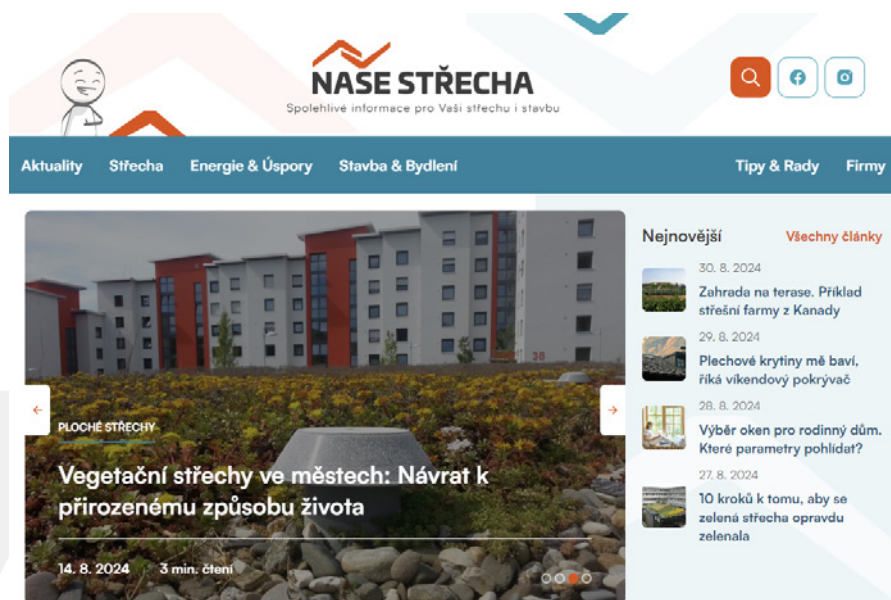 NAŠE STŘECHA
Spolehlivé informace pro Vaši střechu i stavbu
Aktuality Střecha Energie & Úspory Stavba & Bydlení Tipy & Rady Firmy
38
PLOCHÉ STŘECHY
Vegetační střechy ve městech: Návrat k
přirozenému způsobu života
14. 8. 2024 3 min. čtení
Nejnovější Všechny články
30. 8. 2024
Zahrada na terase. Příklad
střešní farmy z Kanady
29. 8. 2024
Plechové krytiny mě baví,
říká víkendový pokrývač
28. 8. 2024
Výběr oken pro rodinný dům.
Které parametry pohlídat?
27. 8. 2024
10 kroků k tomu, aby se
zelená střecha opravdu
zelenala